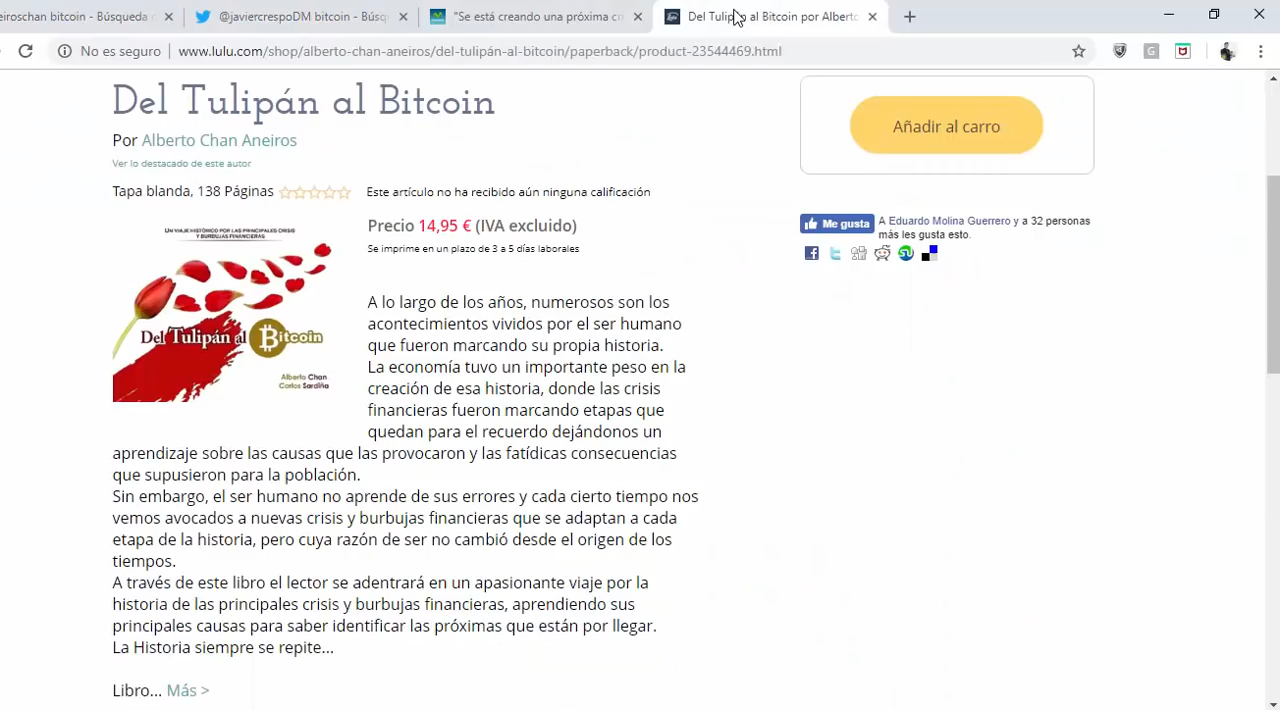 eiroschan bitcoin - Búsqueda
@javiercrespoDM bitcoin - Búsq
"Se está creando una próxima cr
Del Tulipán al Bitcoin por Alberto
No es seguro
www.lulu.com/shop/alberto-chan-aneiros/del-tulipán-al-bitcoin/paperback/product-23544469.html
Del Tulipán al Bitcoin
Por Alberto Chan Aneiros
Ver lo destacado de este autor
Tapa blanda, 138 Páginas
Este artículo no ha recibido aún ninguna calificación
Precio 14,95 € (IVA excluido)
Se imprime en un plazo de 3 a 5 días laborales
UN VIAJE HISTÓRICO POR LAS PRINCIPALES CRISIS
Y BURBUJAS FINANCIERAS
Del Tulipán al Bitcoin
Alberto Chan
Carlos Sardiña
A lo largo de los años, numerosos son los
acontecimientos vividos por el ser humano
que fueron marcando su propia historia.
La economía tuvo un importante peso en la
creación de esa historia, donde las crisis
financieras fueron marcando etapas que
quedan para el recuerdo dejándonos un
aprendizaje sobre las causas que las provocaron y las fatídicas consecuencias
que supusieron para la población.
Sin embargo, el ser humano no aprende de sus errores y cada cierto tiempo nos
vemos avocados a nuevas crisis y burbujas financieras que se adaptan a cada
etapa de la historia, pero cuya razón de ser no cambió desde el origen de los
tiempos.
A través de este libro el lector se adentrará en un apasionante viaje por la
historia de las principales crisis y burbujas financieras, aprendiendo sus
principales causas para saber identificar las próximas que están por llegar.
La Historia siempre se repite...
Libro... Más >
Añadir al carro
Me gusta
A Eduardo Molina Guerrero y a 32 personas
más les gusta esto.